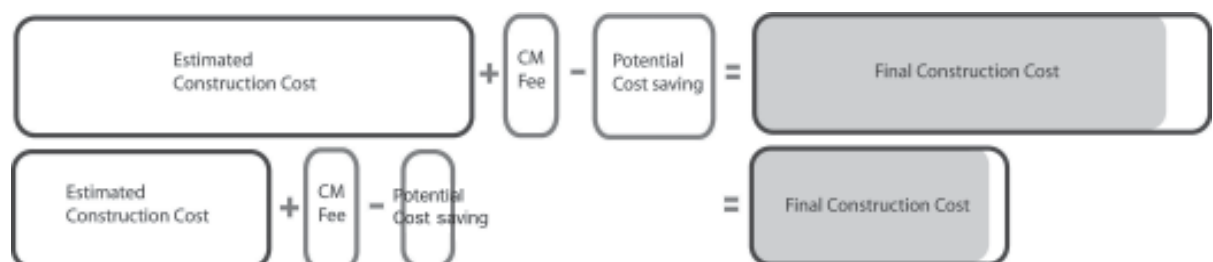 Estimated
Construction Cost
+
CM
Fee
-
Potential
Cost saving
=
Final Construction Cost
Estimated
Construction Cost
+
CM
Fee
-
Potential
Cost saving
=
Final Construction Cost